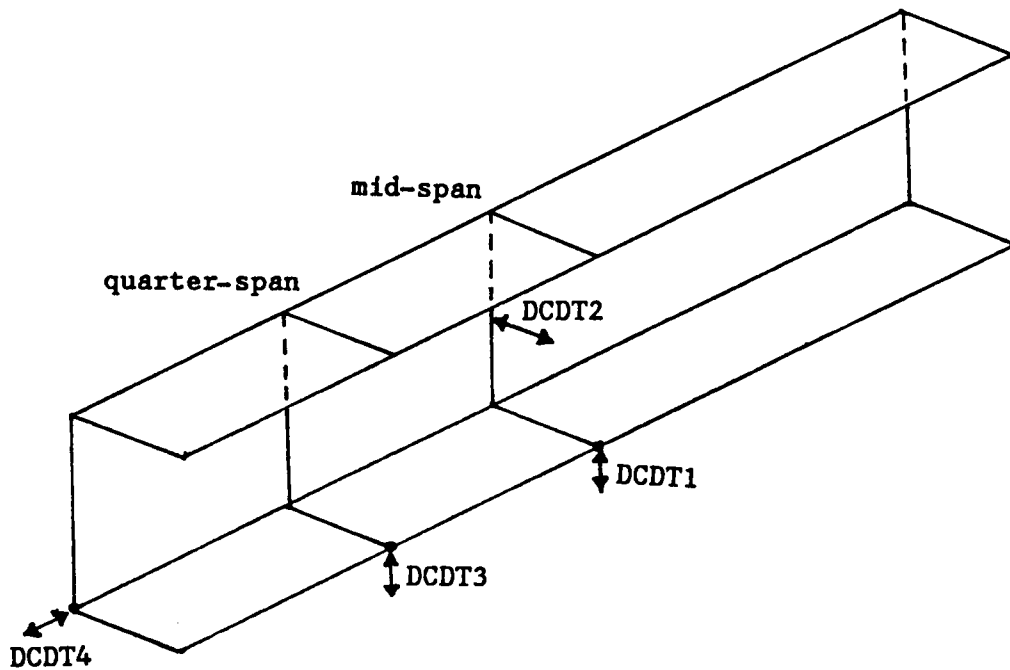 mid-span
quarter-span
DCDT2
DCDT1
DCDT3
DCDT4